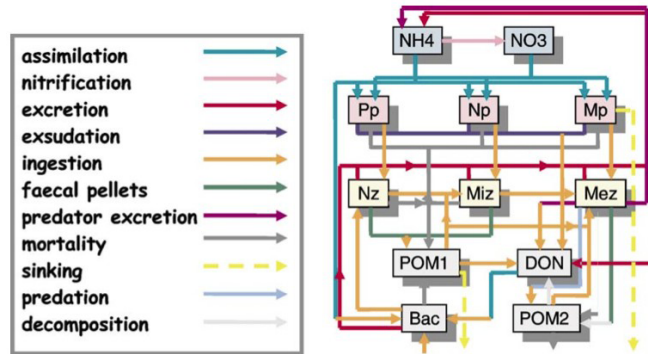 assimilation
nitrification
excretion
exsudation
ingestion
faecal pellets
predator excretion
mortality
sinking
predation
decomposition
NH4 NO3
Pp Np Mp
Nz Miz Mez
POM1 DON
Bac POM2